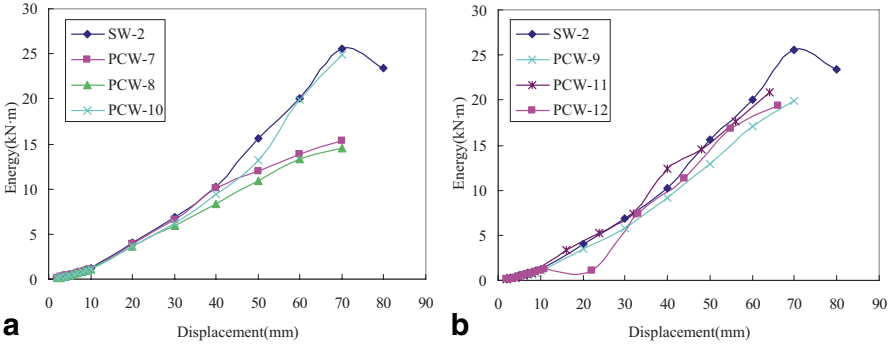 30
25
20
15
10
5
0
Energy(kN·m)
SW-2
PCW-7
PCW-8
PCW-10
0 10 20 30 40 50 60 70 80 90
Displacement(mm)
a
30
25
20
15
10
5
0
Energy(kN·m)
SW-2
PCW-9
PCW-11
PCW-12
0 10 20 30 40 50 60 70 80 90
Displacement(mm)
b